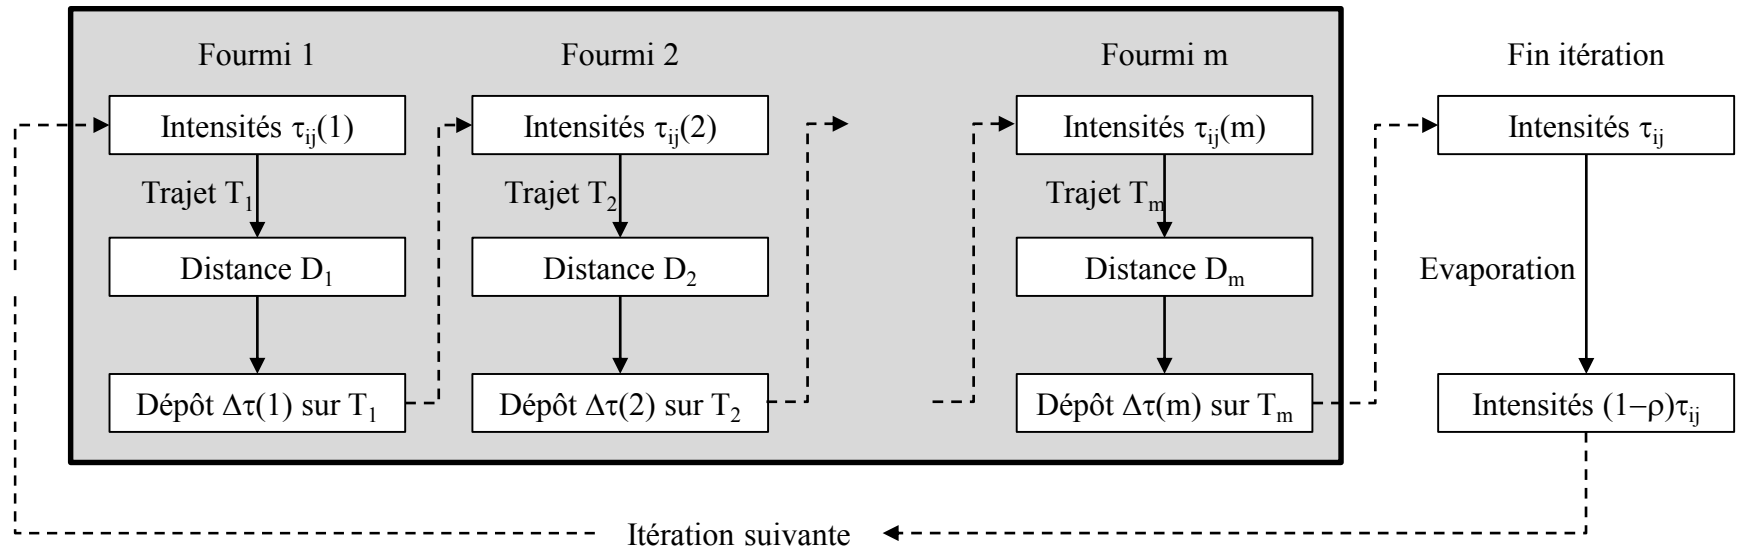 Fourmi 1
Fourmi 2
Fourmi m
Fin itération
Intensités τij(1)
Intensités τij(2)
Intensités τij(m)
Intensités τij
Trajet T1
Trajet T2
Trajet Tm
Distance D1
Distance D2
Distance Dm
Evaporation
Dépôt Δτ(1) sur T1
Dépôt Δτ(2) sur T2
Dépôt Δτ(m) sur Tm
Intensités (1−ρ)τij
Itération suivante